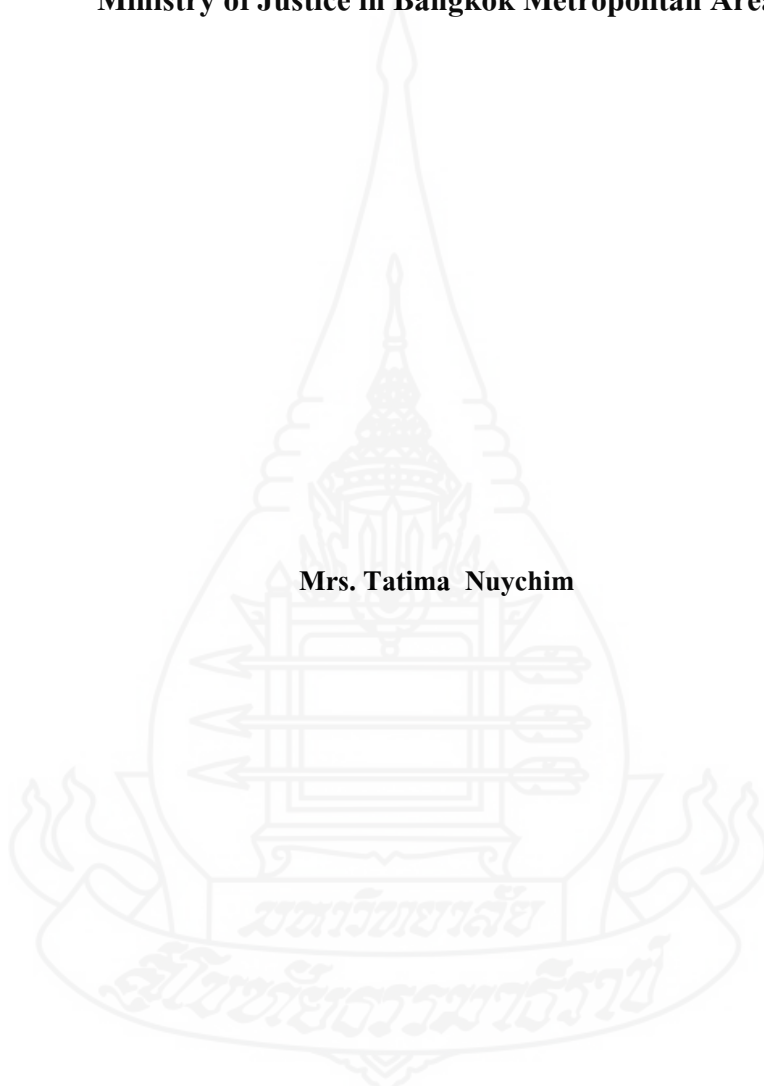 Ministry of Justice in Bangkok Metropolitan Area
Mrs. Tatima Nuychim
มหาวิทยาลัย
สุโขทัยธรรมาธิราช